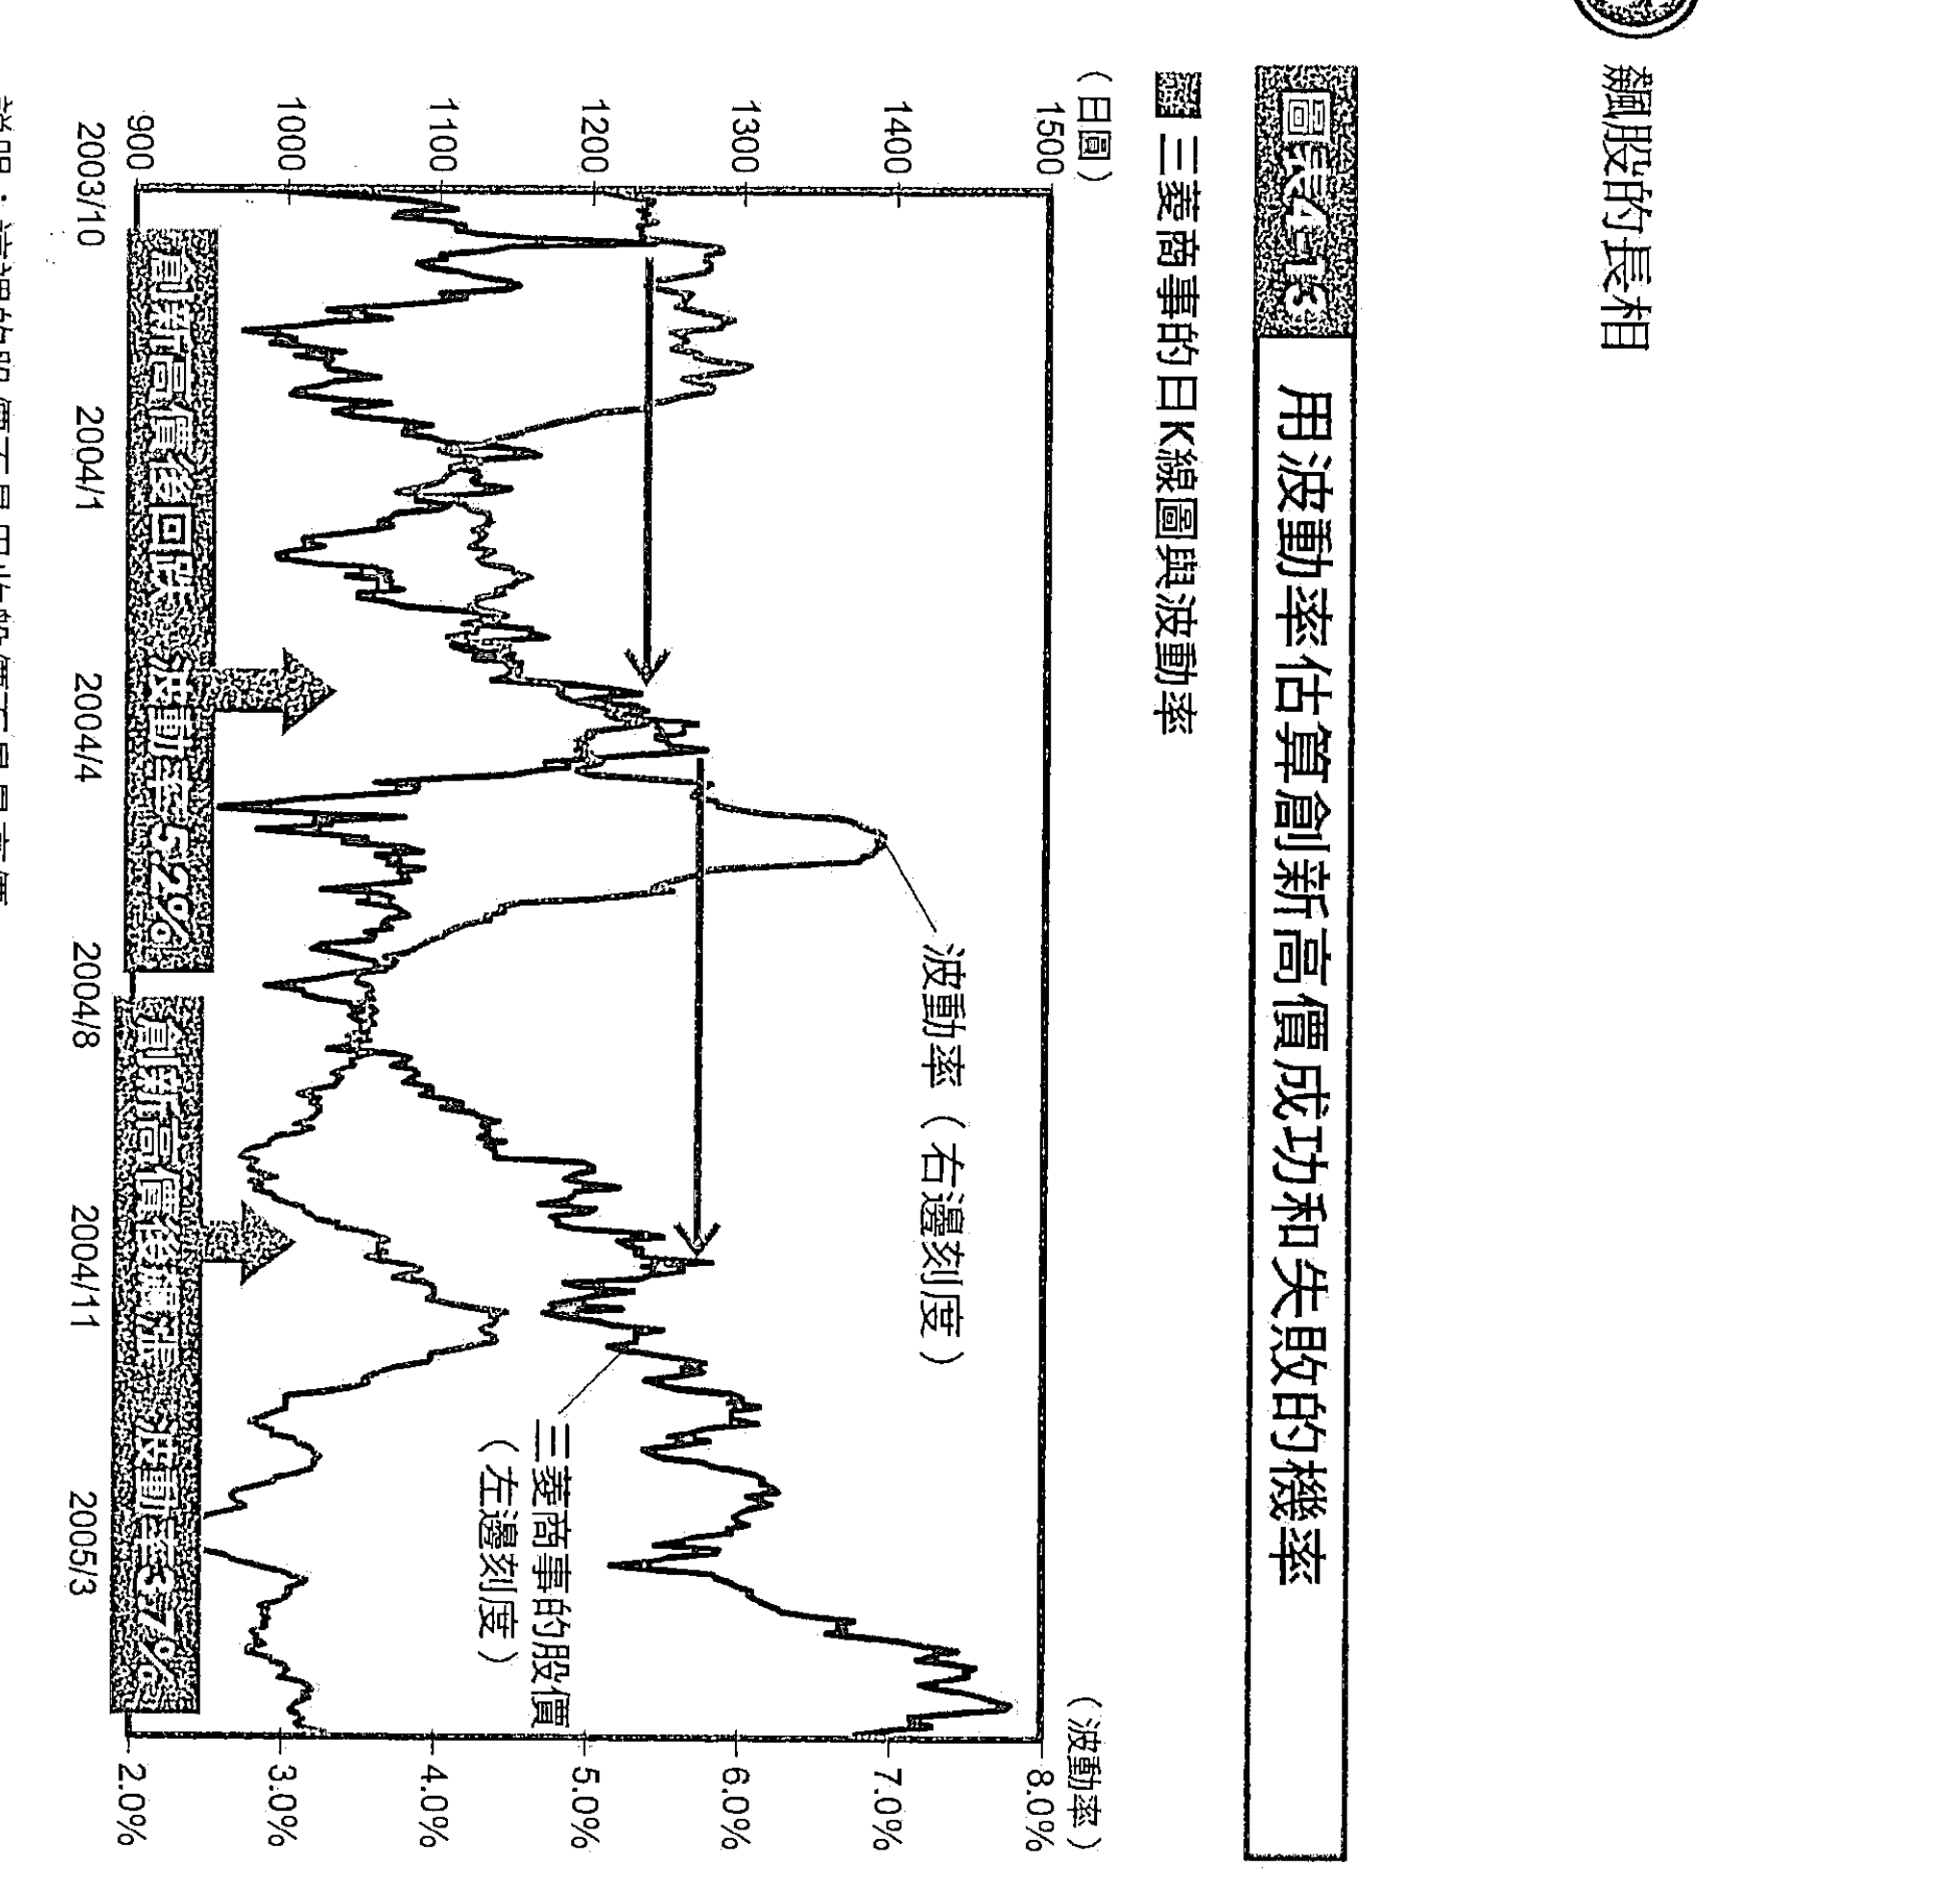 飆股的長相
圖表4-13 用波動率估算創新高價成功和失敗的機率
三菱商事的日K線圖與波動率
(日圓)
(波動率)
1500
1400
1300
1200
1100
1000
900
8.0%
7.0%
6.0%
5.0%
4.0%
3.0%
2.0%
波動率(右邊刻度)
三菱商事的股價
(左邊刻度)
創新高價後回跌 波動率5.2%
創新高價後續漲 波動率3.7%
2003/10
2004/1
2004/4
2004/8
2004/11
2005/3